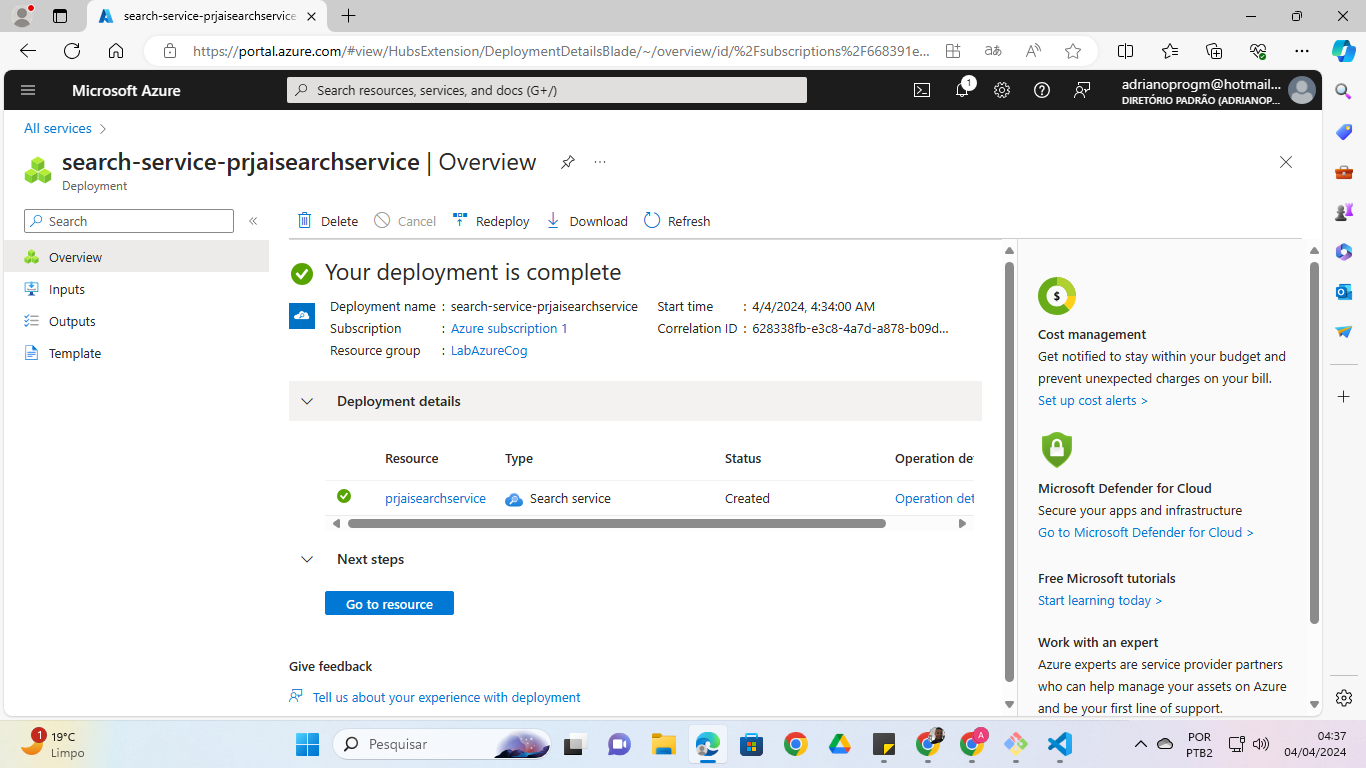 search-service-prjaisearchservice
https://portal.azure.com/#view/HubsExtension/DeploymentDetailsBlade/~/overview/id/%2Fsubscriptions%2F668391e...
Microsoft Azure
Search resources, services, and docs (G+/)
1
adrianoprogm@hotmail...
DIRETÓRIO PADRÃO (ADRIANOP...
All services
search-service-prjaisearchservice | Overview
Deployment
Search
Delete
Cancel
Redeploy
Download
Refresh
Overview
Inputs
Outputs
Template
Your deployment is complete
Deployment name : search-service-prjaisearchservice
Start time : 4/4/2024, 4:34:00 AM
Subscription : Azure subscription 1
Correlation ID : 628338fb-e3c8-4a7d-a878-b09d...
Resource group : LabAzureCog
Deployment details
Resource Type Status Operation de
prjaisearchservice Search service Created Operation det
Next steps
Go to resource
Give feedback
Tell us about your experience with deployment
Cost management
Get notified to stay within your budget and
prevent unexpected charges on your bill.
Set up cost alerts >
Microsoft Defender for Cloud
Secure your apps and infrastructure
Go to Microsoft Defender for Cloud >
Free Microsoft tutorials
Start learning today >
Work with an expert
Azure experts are service provider partners
who can help manage your assets on Azure
and be your first line of support.
1
19°C
Limpo
Pesquisar
A
POR
PTB2
04:37
04/04/2024